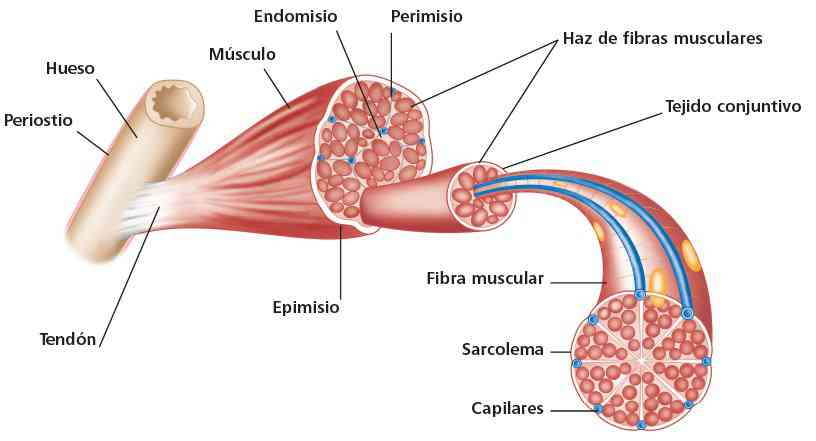 Endomisio
Perimisio
Haz de fibras musculares
Músculo
Hueso
Tejido conjuntivo
Periostio
Fibra muscular
Epimisio
Tendón
Sarcolema
Capilares